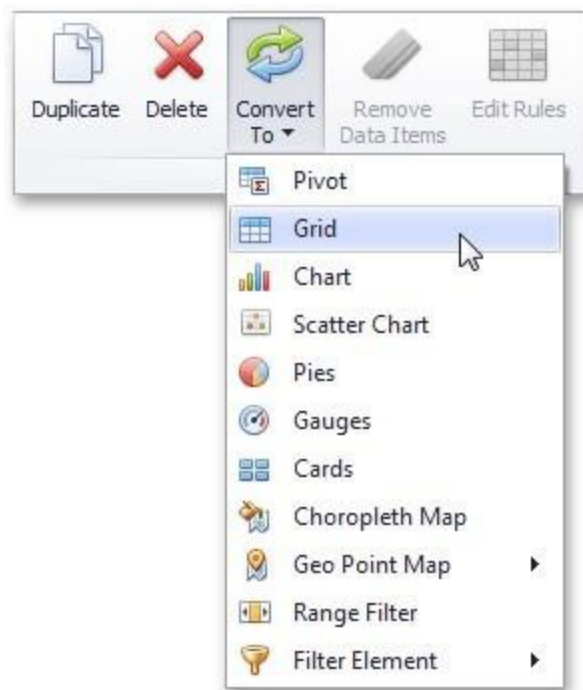 Duplicate Delete Convert To Remove Data Items Edit Rules
Pivot
Grid
Chart
Scatter Chart
Pies
Gauges
Cards
Choropleth Map
Geo Point Map
Range Filter
Filter Element